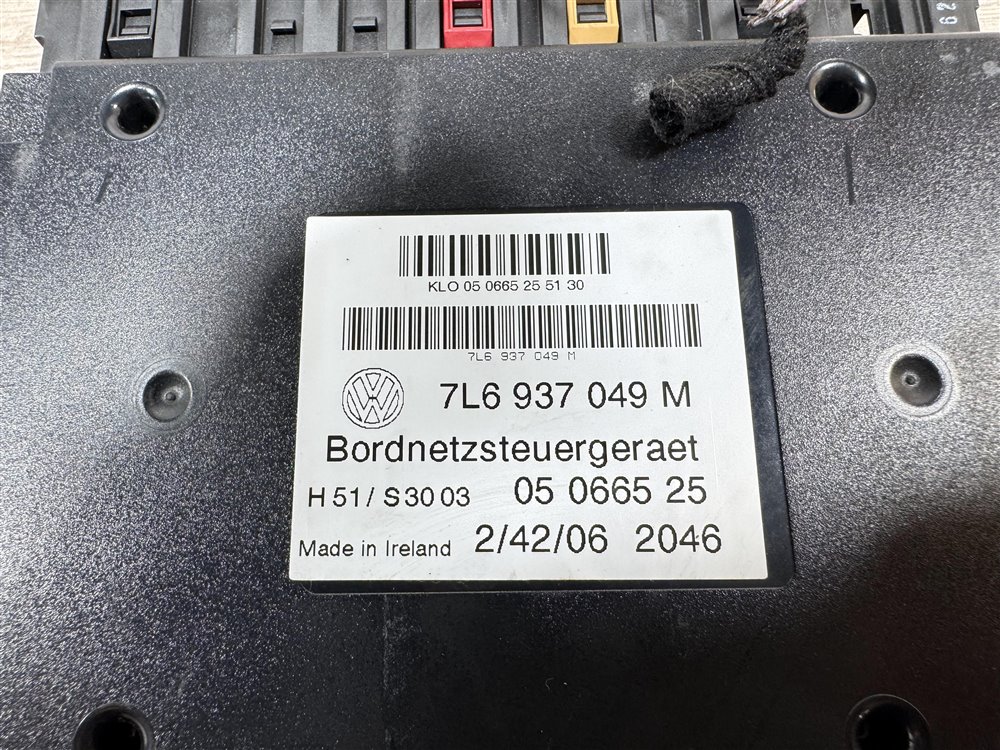 KLO 05 0665 25 51 30
7L6 937 049 M
7L6 937 049 M
Bordnetzsteuergeraet
H 51 / S 30 03 05 0665 25
Made in Ireland 2/42/06 2046